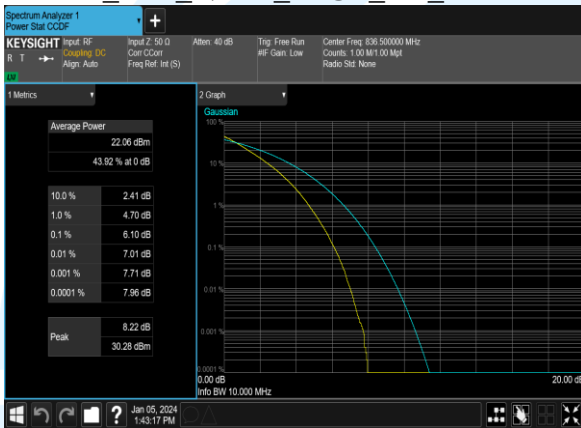 Spectrum Analyzer 1
Power Stat CCDF
+
KEYSIGHT
R T
LV
Input: RF
Coupling: DC
Align: Auto
Input Z: 50 Ω
Corr CCorr
Freq Ref: Int (S)
Atten: 40 dB
Trig: Free Run
#IF Gain: Low
Center Freq: 836.500000 MHz
Counts: 1.00 M/1.00 Mpt
Radio Std: None
1 Metrics
Average Power
22.06 dBm
43.92 % at 0 dB
10.0 % 2.41 dB
1.0 % 4.70 dB
0.1 % 6.10 dB
0.01 % 7.01 dB
0.001 % 7.71 dB
0.0001 % 7.96 dB
Peak
8.22 dB
30.28 dBm
2 Graph
Gaussian
100 %
10 %
1 %
0.1 %
0.01 %
0.001 %
0.0001 %
0.00 dB 20.00 dB
Info BW 10.000 MHz
?
Jan 05, 2024
1:43:17 PM